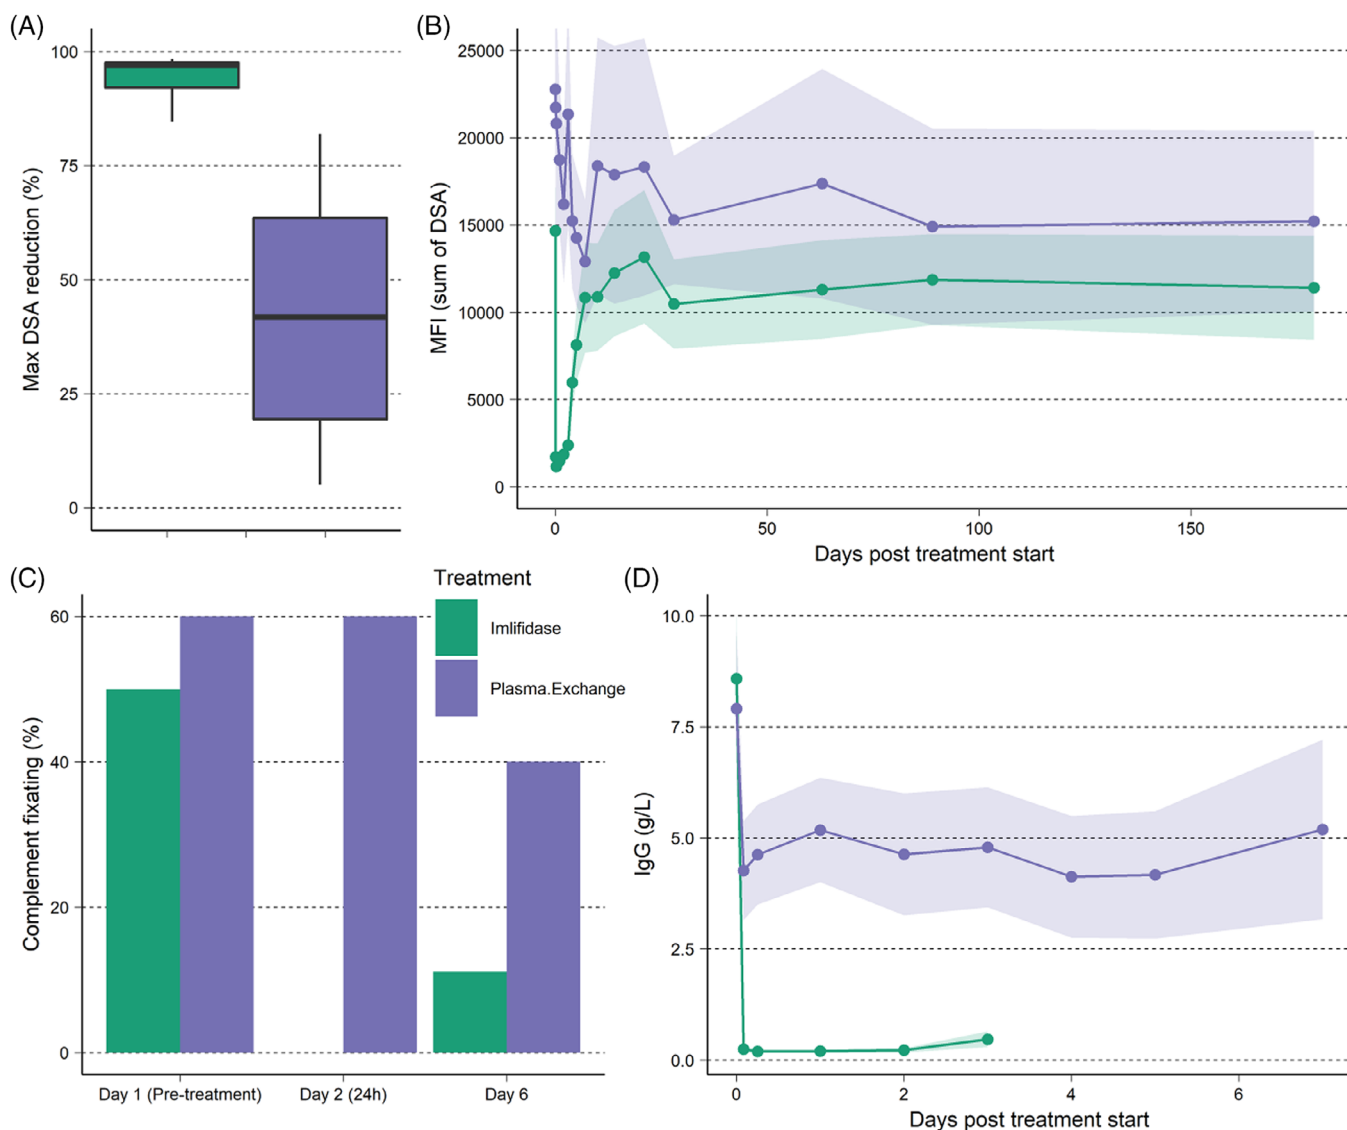 (A)
Max DSA reduction (%)
100
75
50
25
0
(B)
MFI (sum of DSA)
25000
20000
15000
10000
5000
0
0 50 100 150
Days post treatment start
(C)
Complement fixating (%)
60
40
20
0
Day 1 (Pre-treatment) Day 2 (24h) Day 6
Treatment
Imlifidase
Plasma.Exchange
(D)
IgG (g/L)
10.0
7.5
5.0
2.5
0.0
0 2 4 6
Days post treatment start